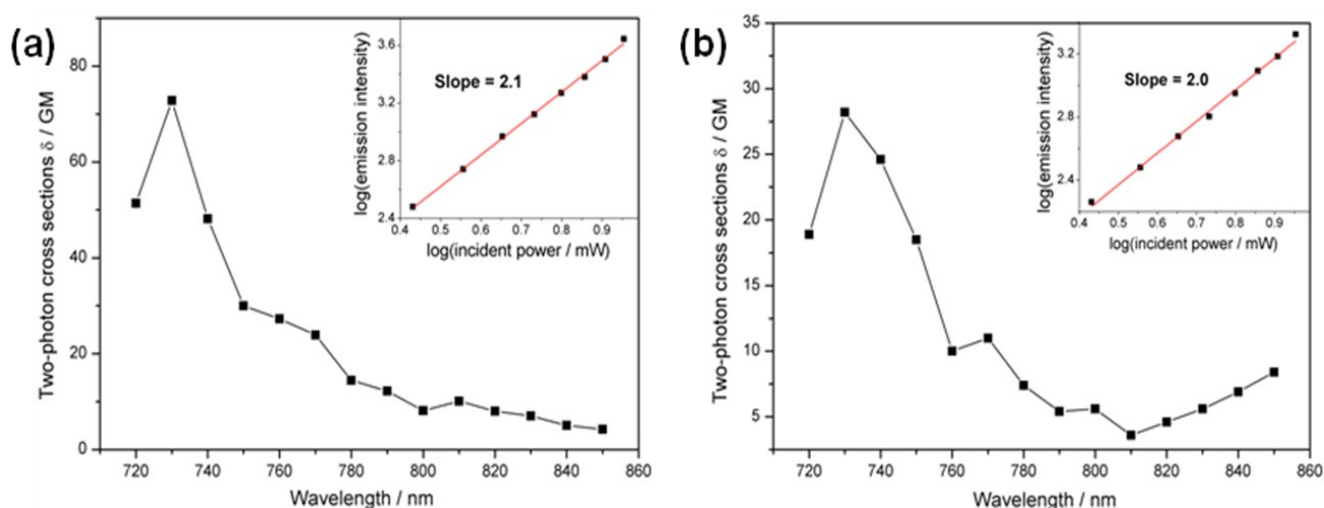 (a)
Two-photon cross sections δ / GM
80
60
40
20
0
720 740 760 780 800 820 840 860
Wavelength / nm
log(emission intensity)
3.6
3.2
2.8
2.4
Slope = 2.1
0.4 0.5 0.6 0.7 0.8 0.9
log(incident power / mW)
(b)
Two-photon cross sections δ / GM
35
30
25
20
15
10
5
720 740 760 780 800 820 840 860
Wavelength / nm
log(emission intensity)
3.2
2.8
2.4
Slope = 2.0
0.4 0.5 0.6 0.7 0.8 0.9
log(incident power / mW)